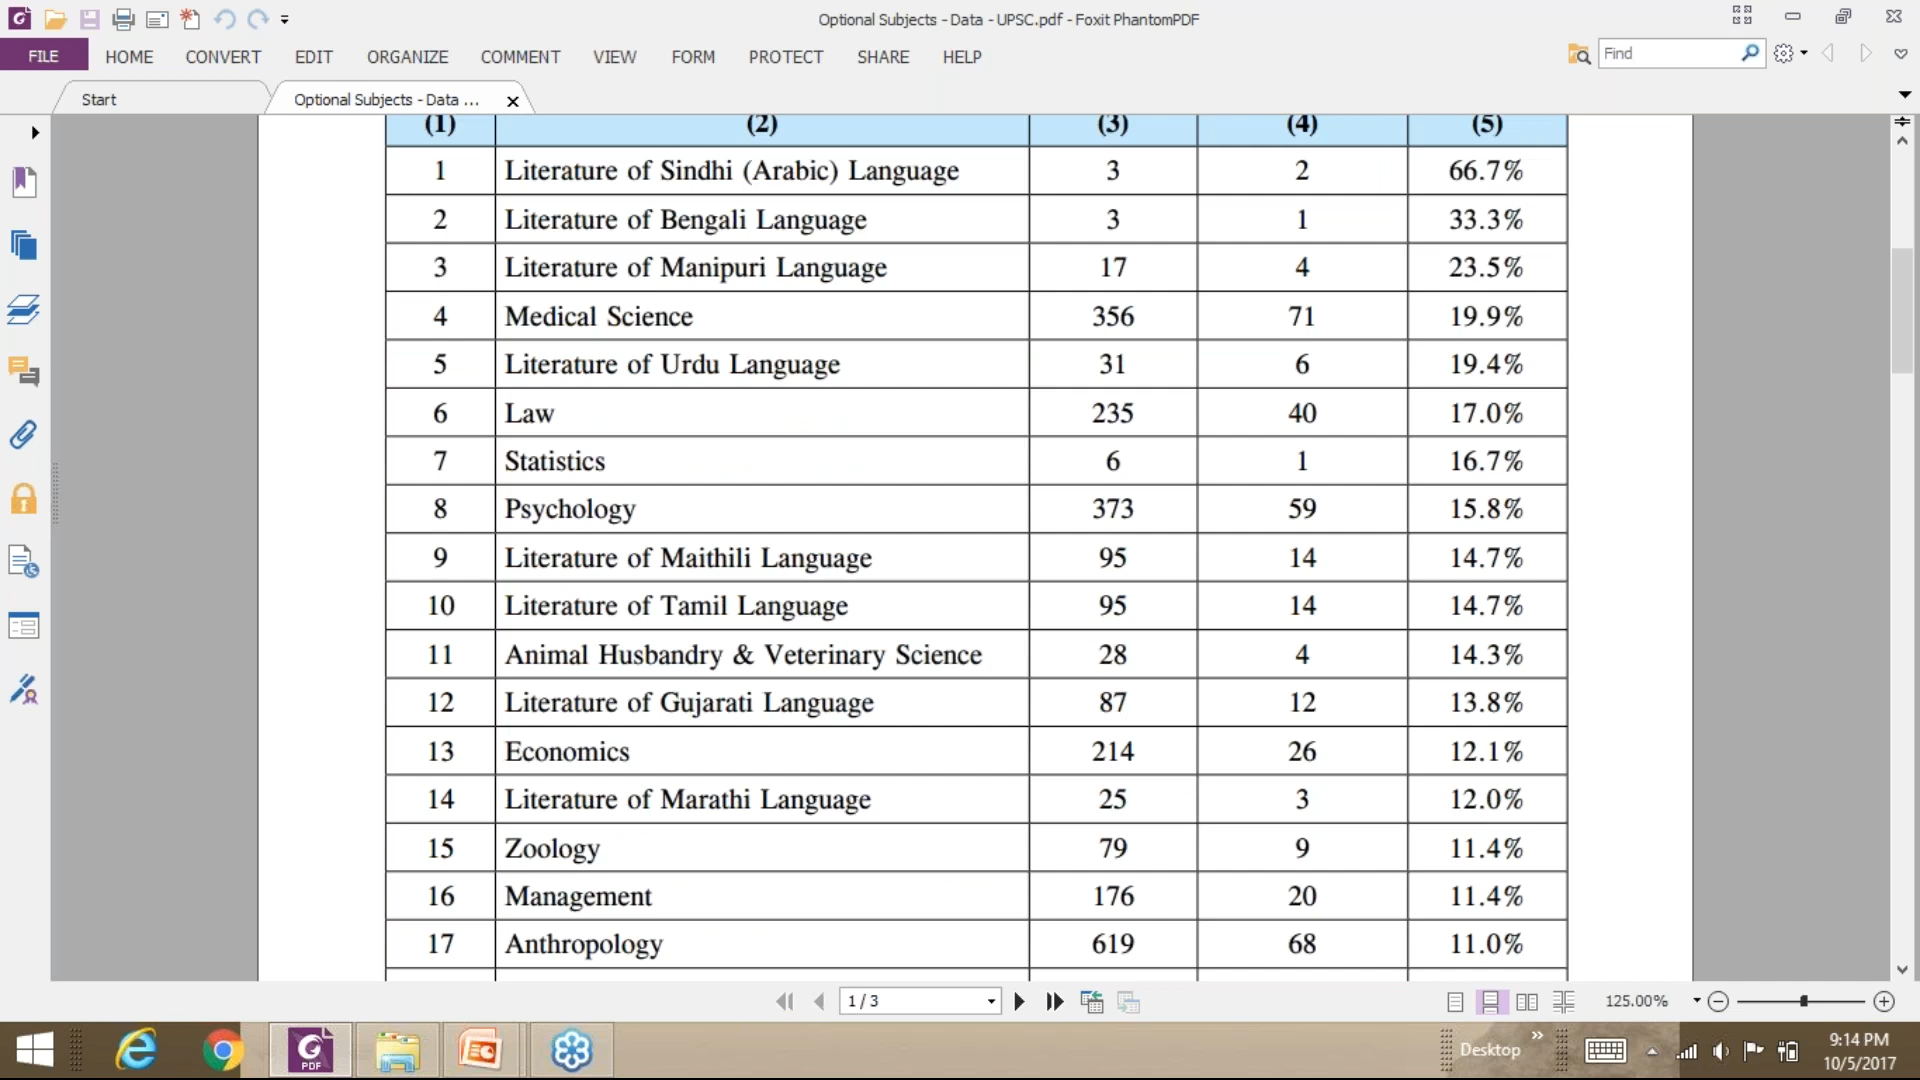 Optional Subjects - Data - UPSC.pdf - Foxit PhantomPDF
FILE HOME CONVERT EDIT ORGANIZE COMMENT VIEW FORM PROTECT SHARE HELP Find
Start Optional Subjects - Data ...
(1) (2) (3) (4) (5)
1 Literature of Sindhi (Arabic) Language 3 2 66.7%
2 Literature of Bengali Language 3 1 33.3%
3 Literature of Manipuri Language 17 4 23.5%
4 Medical Science 356 71 19.9%
5 Literature of Urdu Language 31 6 19.4%
6 Law 235 40 17.0%
7 Statistics 6 1 16.7%
8 Psychology 373 59 15.8%
9 Literature of Maithili Language 95 14 14.7%
10 Literature of Tamil Language 95 14 14.7%
11 Animal Husbandry & Veterinary Science 28 4 14.3%
12 Literature of Gujarati Language 87 12 13.8%
13 Economics 214 26 12.1%
14 Literature of Marathi Language 25 3 12.0%
15 Zoology 79 9 11.4%
16 Management 176 20 11.4%
17 Anthropology 619 68 11.0%
1 / 3 125.00%
PDF Desktop 9:14 PM
10/5/2017